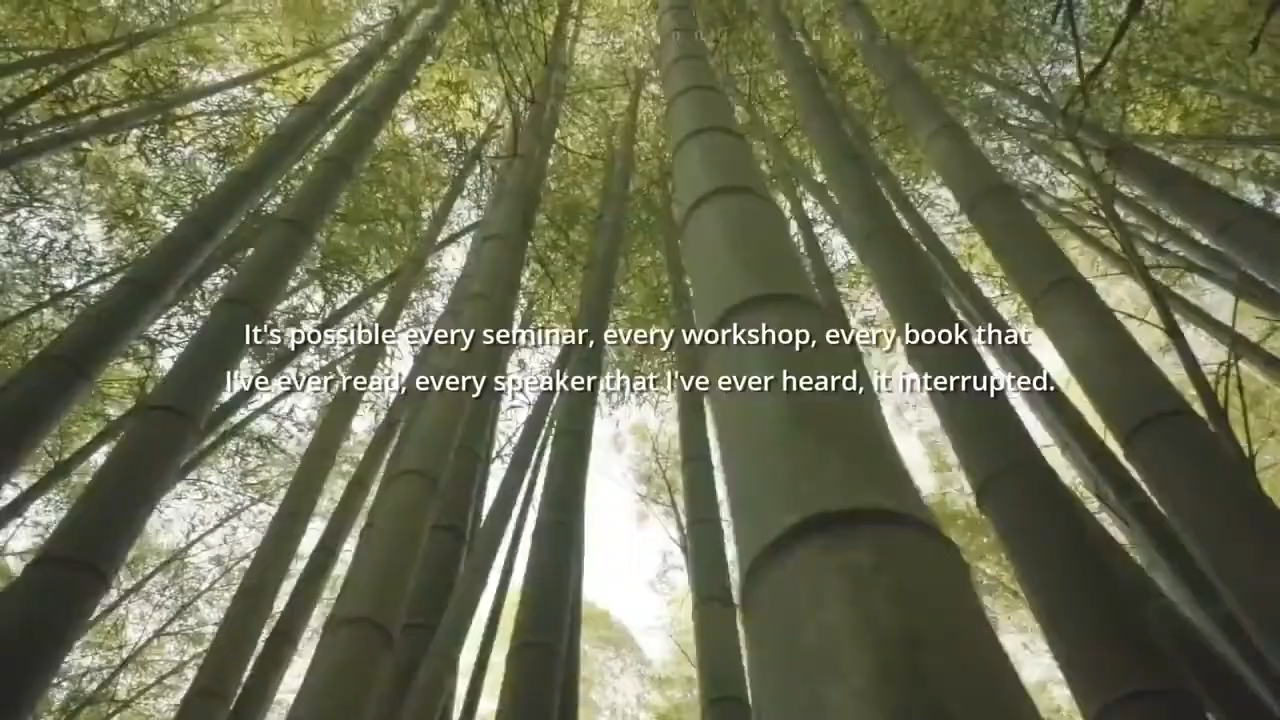 It's possible every seminar, every workshop, every book that
I've ever read, every speaker that I've ever heard, it interrupted.